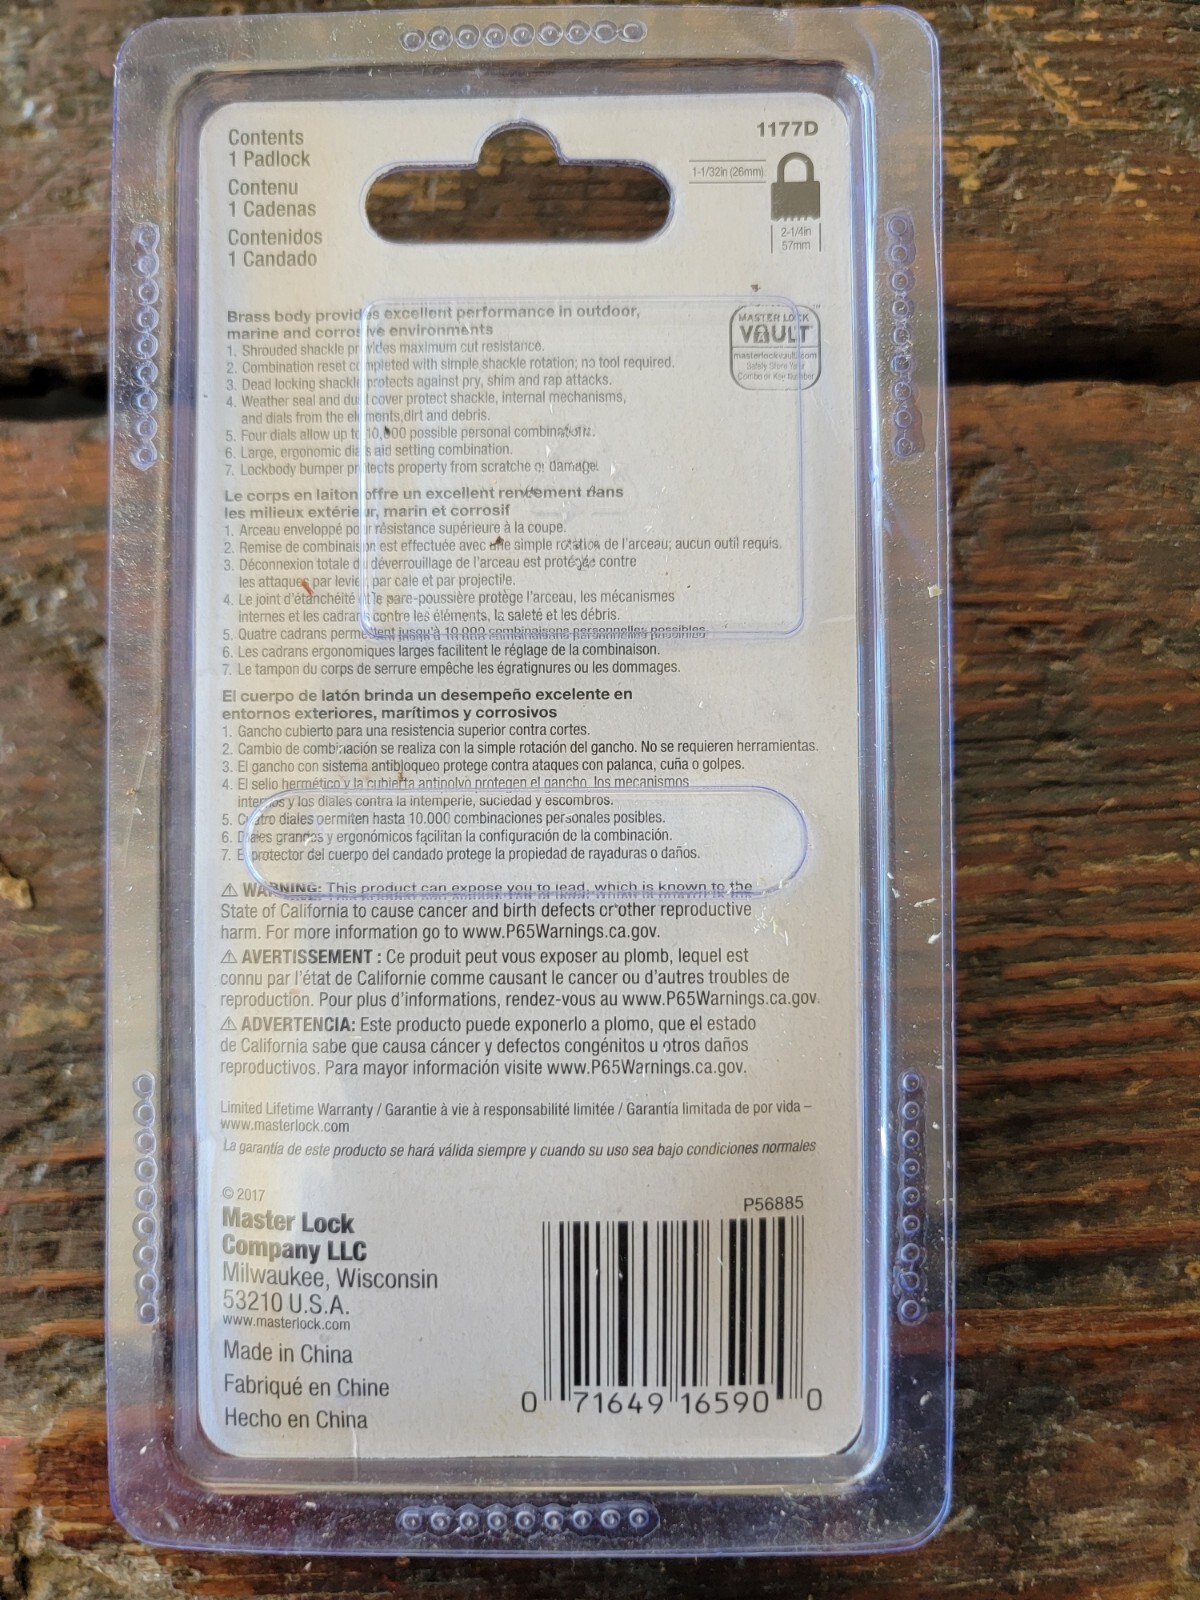 Contents
1 Padlock
Contenu
1 Cadenas
Contenidos
1 Candado
1177D
1-1/32in (26mm)
2-1/4in
57mm
Brass body provides excellent performance in outdoor,
marine and corrosive environments
1. Shrouded shackle provides maximum cut resistance.
2. Combination reset completed with simple shackle rotation; no tool required.
3. Dead locking shackle protects against pry, shim and rap attacks.
4. Weather seal and dust cover protect shackle, internal mechanisms,
and dials from the elements,dirt and debris.
5. Four dials allow up to 10,000 possible personal combinations.
6. Large, ergonomic dials aid setting combination.
7. Lockbody bumper protects property from scratche or damage.
MASTER LOCK
VAULT™
masterlockvault.com
Safely Store Your
Combo or Key Number
Le corps en laiton offre un excellent rendement dans
les milieux extérieur, marin et corrosif
1. Arceau enveloppé pour résistance supérieure à la coupe.
2. Remise de combinaison est effectuée avec une simple rotation de l'arceau; aucun outil requis.
3. Déconnexion totale du déverrouillage de l'arceau est protégée contre
les attaques par levier, par cale et par projectile.
4. Le joint d'étanchéité et le pare-poussière protège l'arceau, les mécanismes
internes et les cadrans contre les éléments, la saleté et les débris.
5. Quatre cadrans permettent jusqu'à 10 000 combinaisons personnelles possibles.
6. Les cadrans ergonomiques larges facilitent le réglage de la combinaison.
7. Le tampon du corps de serrure empêche les égratignures ou les dommages.
El cuerpo de latón brinda un desempeño excelente en
entornos exteriores, marítimos y corrosivos
1. Gancho cubierto para una resistencia superior contra cortes.
2. Cambio de combinación se realiza con la simple rotación del gancho. No se requieren herramientas.
3. El gancho con sistema antibloqueo protege contra ataques con palanca, cuña o golpes.
4. El sello hermético y la cubierta antipolvo protegen el gancho, los mecanismos
internos y los diales contra la intemperie, suciedad y escombros.
5. Cuatro diales permiten hasta 10.000 combinaciones personales posibles.
6. Diales grandes y ergonómicos facilitan la configuración de la combinación.
7. El protector del cuerpo del candado protege la propiedad de rayaduras o daños.
⚠ WARNING: This product can expose you to lead, which is known to the
State of California to cause cancer and birth defects or other reproductive
harm. For more information go to www.P65Warnings.ca.gov.
⚠ AVERTISSEMENT : Ce produit peut vous exposer au plomb, lequel est
connu par l'état de Californie comme causant le cancer ou d'autres troubles de
reproduction. Pour plus d'informations, rendez-vous au www.P65Warnings.ca.gov.
⚠ ADVERTENCIA: Este producto puede exponerlo a plomo, que el estado
de California sabe que causa cáncer y defectos congénitos u otros daños
reproductivos. Para mayor información visite www.P65Warnings.ca.gov.
Limited Lifetime Warranty / Garantie à vie à responsabilité limitée / Garantía limitada de por vida –
www.masterlock.com
La garantía de este producto se hará válida siempre y cuando su uso sea bajo condiciones normales
© 2017
Master Lock
Company LLC
Milwaukee, Wisconsin
53210 U.S.A.
www.masterlock.com
Made in China
Fabriqué en Chine
Hecho en China
P56885
0 71649 16590 0